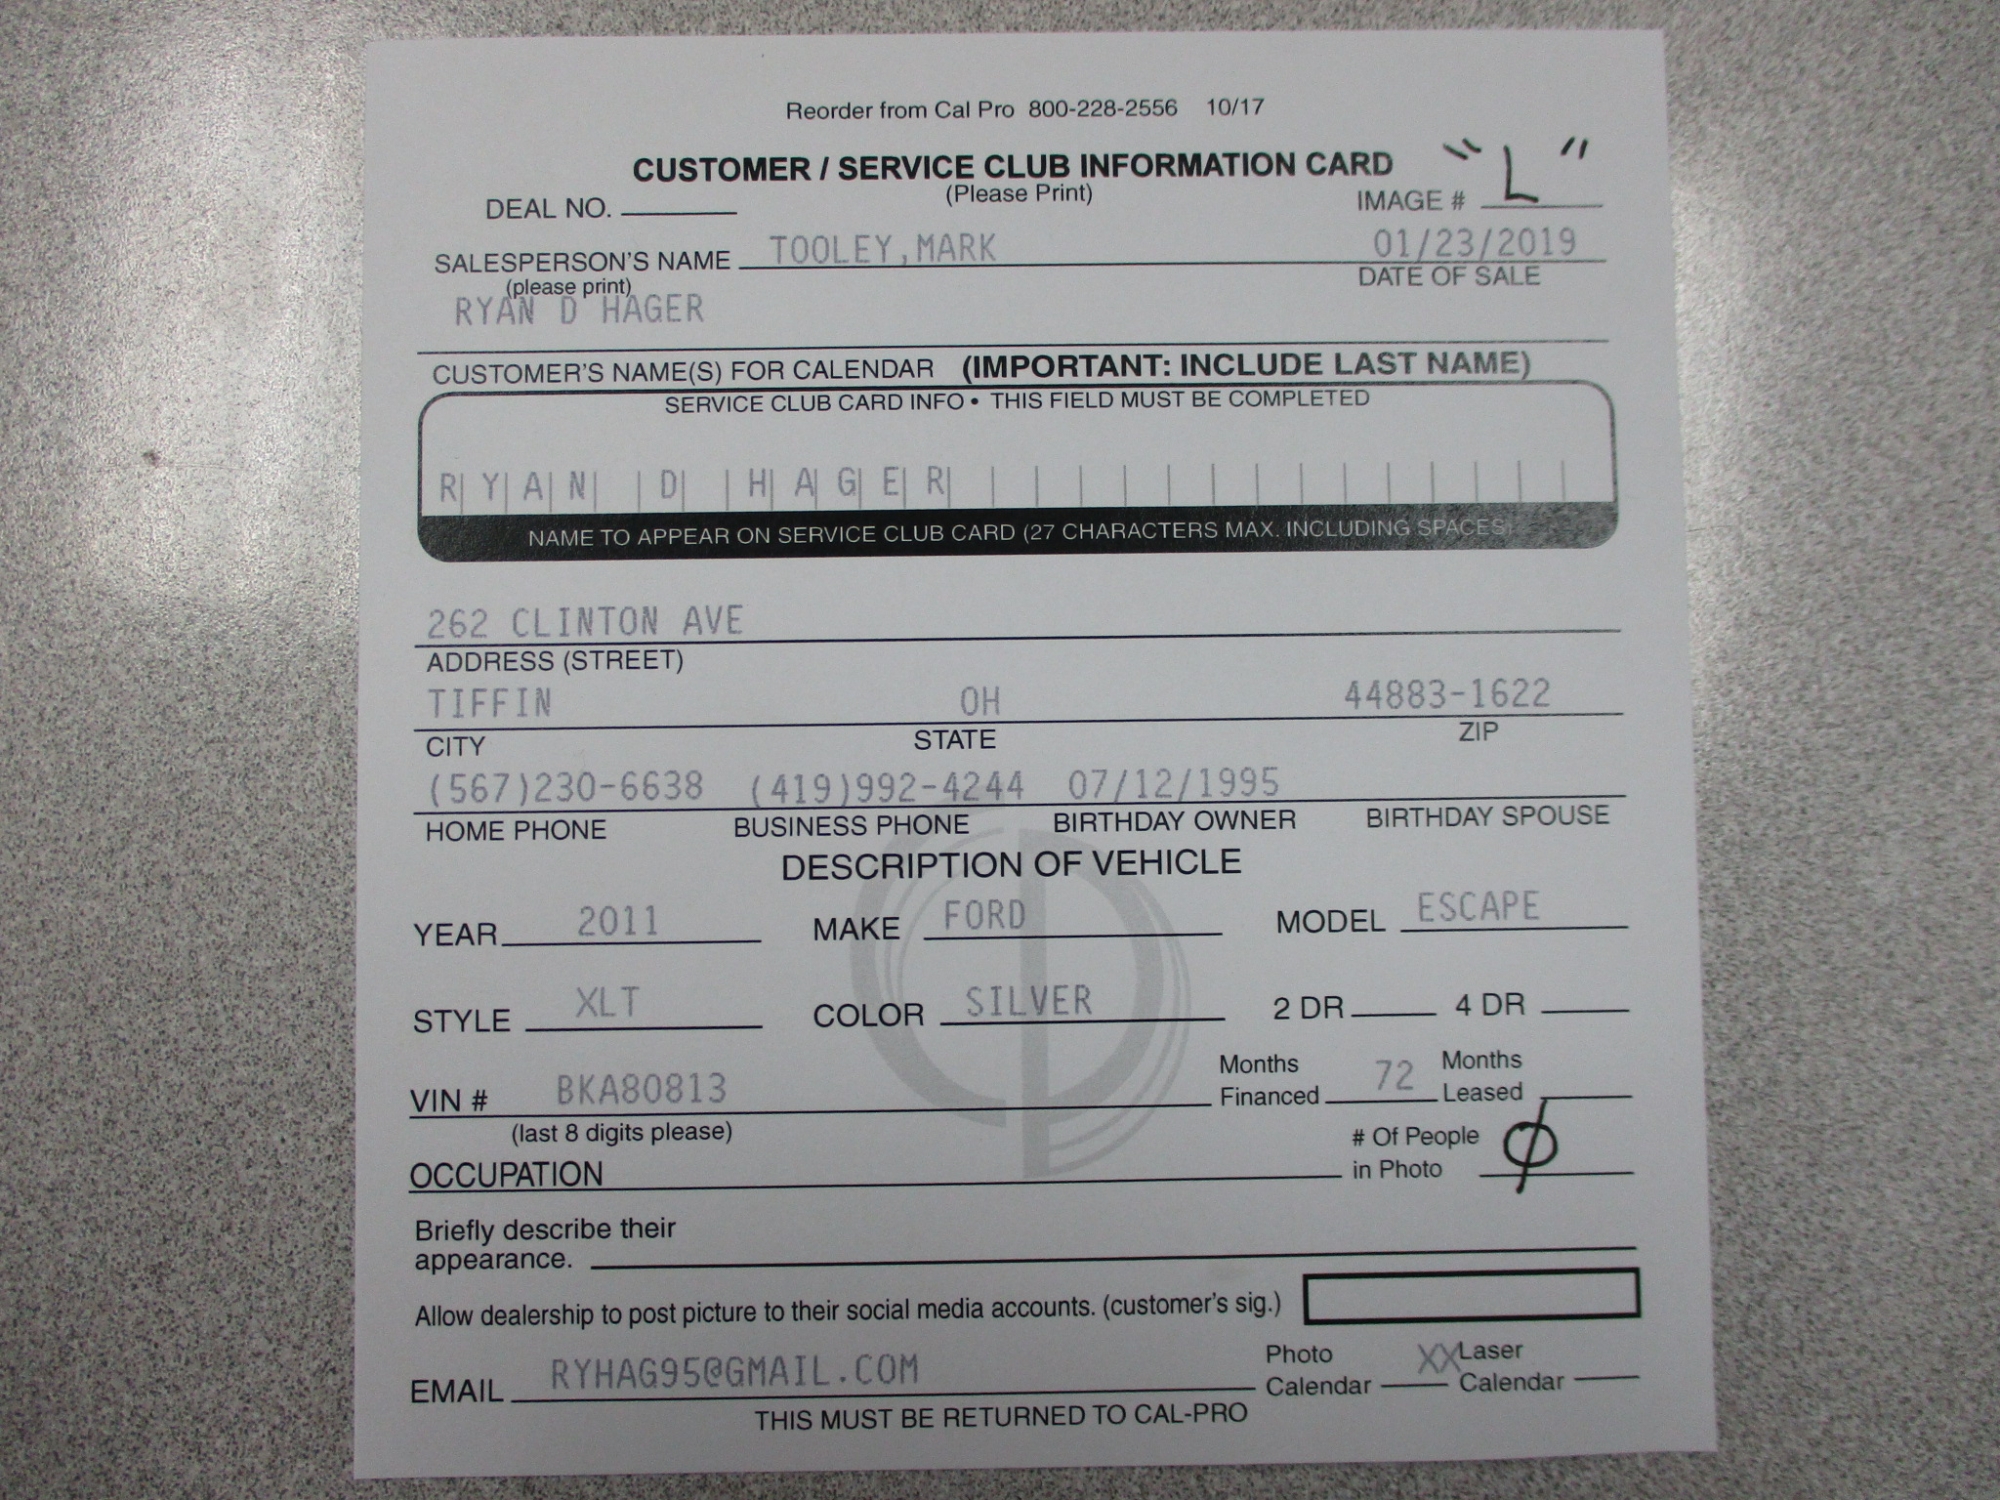 Reorder from Cal Pro 800-228-2556 10/17
CUSTOMER / SERVICE CLUB INFORMATION CARD
(Please Print)
DEAL NO. IMAGE # "L"
SALESPERSON'S NAME TOOLEY,MARK 01/23/2019
(please print) DATE OF SALE
RYAN D HAGER
CUSTOMER'S NAME(S) FOR CALENDAR (IMPORTANT: INCLUDE LAST NAME)
SERVICE CLUB CARD INFO • THIS FIELD MUST BE COMPLETED
RYAN D HAGER
NAME TO APPEAR ON SERVICE CLUB CARD (27 CHARACTERS MAX. INCLUDING SPACES)
262 CLINTON AVE
ADDRESS (STREET)
TIFFIN OH 44883-1622
CITY STATE ZIP
(567)230-6638 (419)992-4244 07/12/1995
HOME PHONE BUSINESS PHONE BIRTHDAY OWNER BIRTHDAY SPOUSE
DESCRIPTION OF VEHICLE
YEAR 2011 MAKE FORD MODEL ESCAPE
STYLE XLT COLOR SILVER 2 DR 4 DR
VIN # BKA80813 Months Financed 72 Months Leased
(last 8 digits please)
OCCUPATION # Of People in Photo Ø
Briefly describe their
appearance.
Allow dealership to post picture to their social media accounts. (customer's sig.)
EMAIL RYHAG95@GMAIL.COM Photo Calendar XX Laser Calendar
THIS MUST BE RETURNED TO CAL-PRO